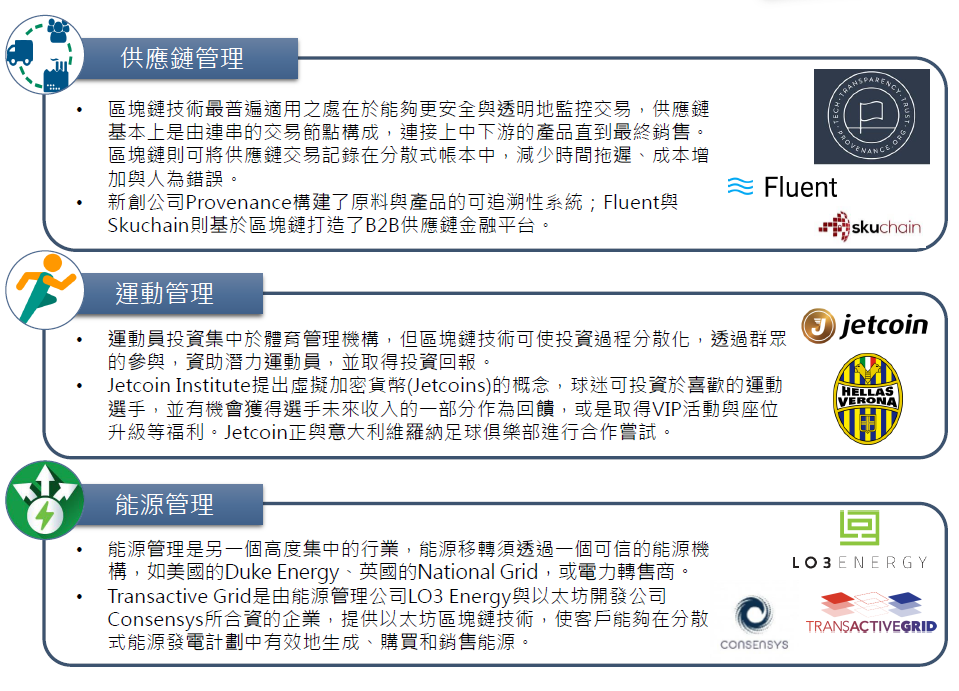 供應鏈管理
• 區塊鏈技術最普遍適用之處在於能夠更安全與透明地監控交易，供應鏈
基本上是由連串的交易節點構成，連接上中下游的產品直到最終銷售。
區塊鏈則可將供應鏈交易記錄在分散式帳本中，減少時間拖遲、成本增
加與人為錯誤。
• 新創公司Provenance構建了原料與產品的可追溯性系統；Fluent與
Skuchain則基於區塊鏈打造了B2B供應鏈金融平台。
TECH·TRANSPARENCY·TRUST
PROVENANCE.ORG
Fluent
skuchain
運動管理
• 運動員投資集中於體育管理機構，但區塊鏈技術可使投資過程分散化，透過群眾
的參與，資助潛力運動員，並取得投資回報。
• Jetcoin Institute提出虛擬加密貨幣(Jetcoins)的概念，球迷可投資於喜歡的運動
選手，並有機會獲得選手未來收入的一部分作為回饋，或是取得VIP活動與座位
升級等福利。Jetcoin正與意大利維羅納足球俱樂部進行合作嘗試。
jetcoin
HELLAS
VERONA
能源管理
• 能源管理是另一個高度集中的行業，能源移轉須透過一個可信的能源機
構，如美國的Duke Energy、英國的National Grid，或電力轉售商。
• Transactive Grid是由能源管理公司LO3 Energy與以太坊開發公司
Consensys所合資的企業，提供以太坊區塊鏈技術，使客戶能夠在分散
式能源發電計劃中有效地生成、購買和銷售能源。
LO3ENERGY
CONSENSYS
TRANSACTIVEGRID